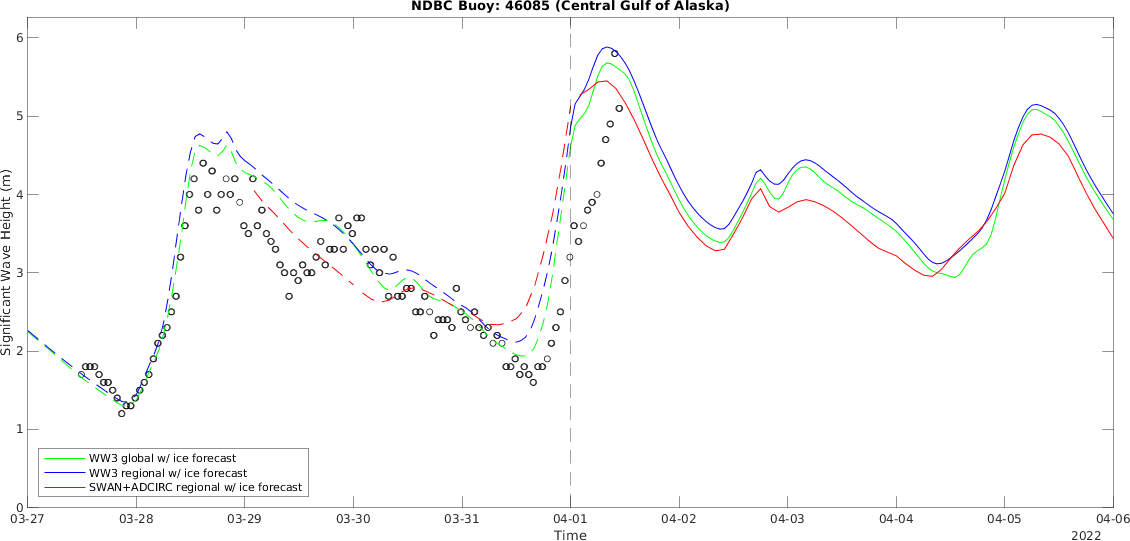 NDBC Buoy: 46085 (Central Gulf of Alaska)
Significant Wave Height (m)
6
5
4
3
2
1
0
WW3 global w/ ice forecast
WW3 regional w/ ice forecast
SWAN+ADCIRC regional w/ ice forecast
03-27 03-28 03-29 03-30 03-31 04-01 04-02 04-03 04-04 04-05 04-06
Time
2022